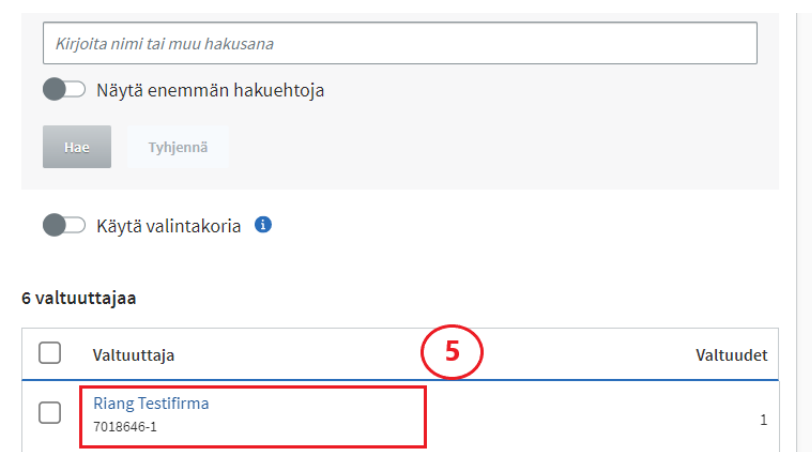 Kirjoita nimi tai muu hakusana
Näytä enemmän hakuehtoja
Hae Tyhjennä
Käytä valintakoria i
6 valtuuttajaa
Valtuuttaja 5 Valtuudet
Riang Testifirma
7018646-1 1